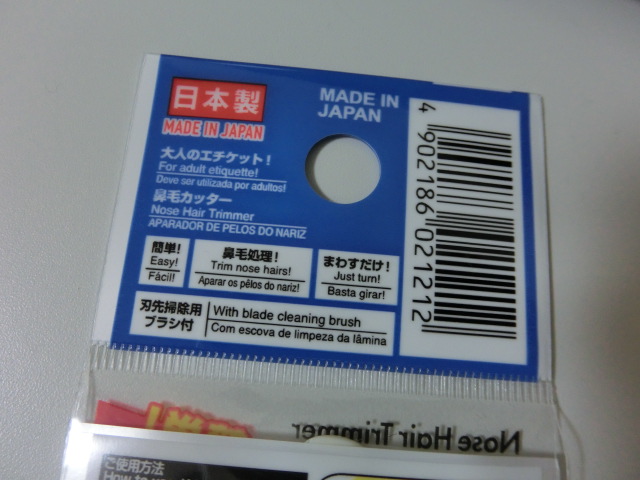 日本製
MADE IN JAPAN
MADE IN
JAPAN
大人のエチケット!
For adult etiquette!
Deve ser utilizada por adultos!
鼻毛カッター
Nose Hair Trimmer
APARADOR DE PELOS DO NARIZ
簡単!
Easy!
Fácil!
鼻毛処理!
Trim nose hairs!
Aparar os pêlos do nariz!
まわすだけ!
Just turn!
Basta girar!
刃先掃除用
ブラシ付
With blade cleaning brush
Com escova de limpeza da lâmina
4 902186 021212
Nose Hair Trimmer
ご使用方法